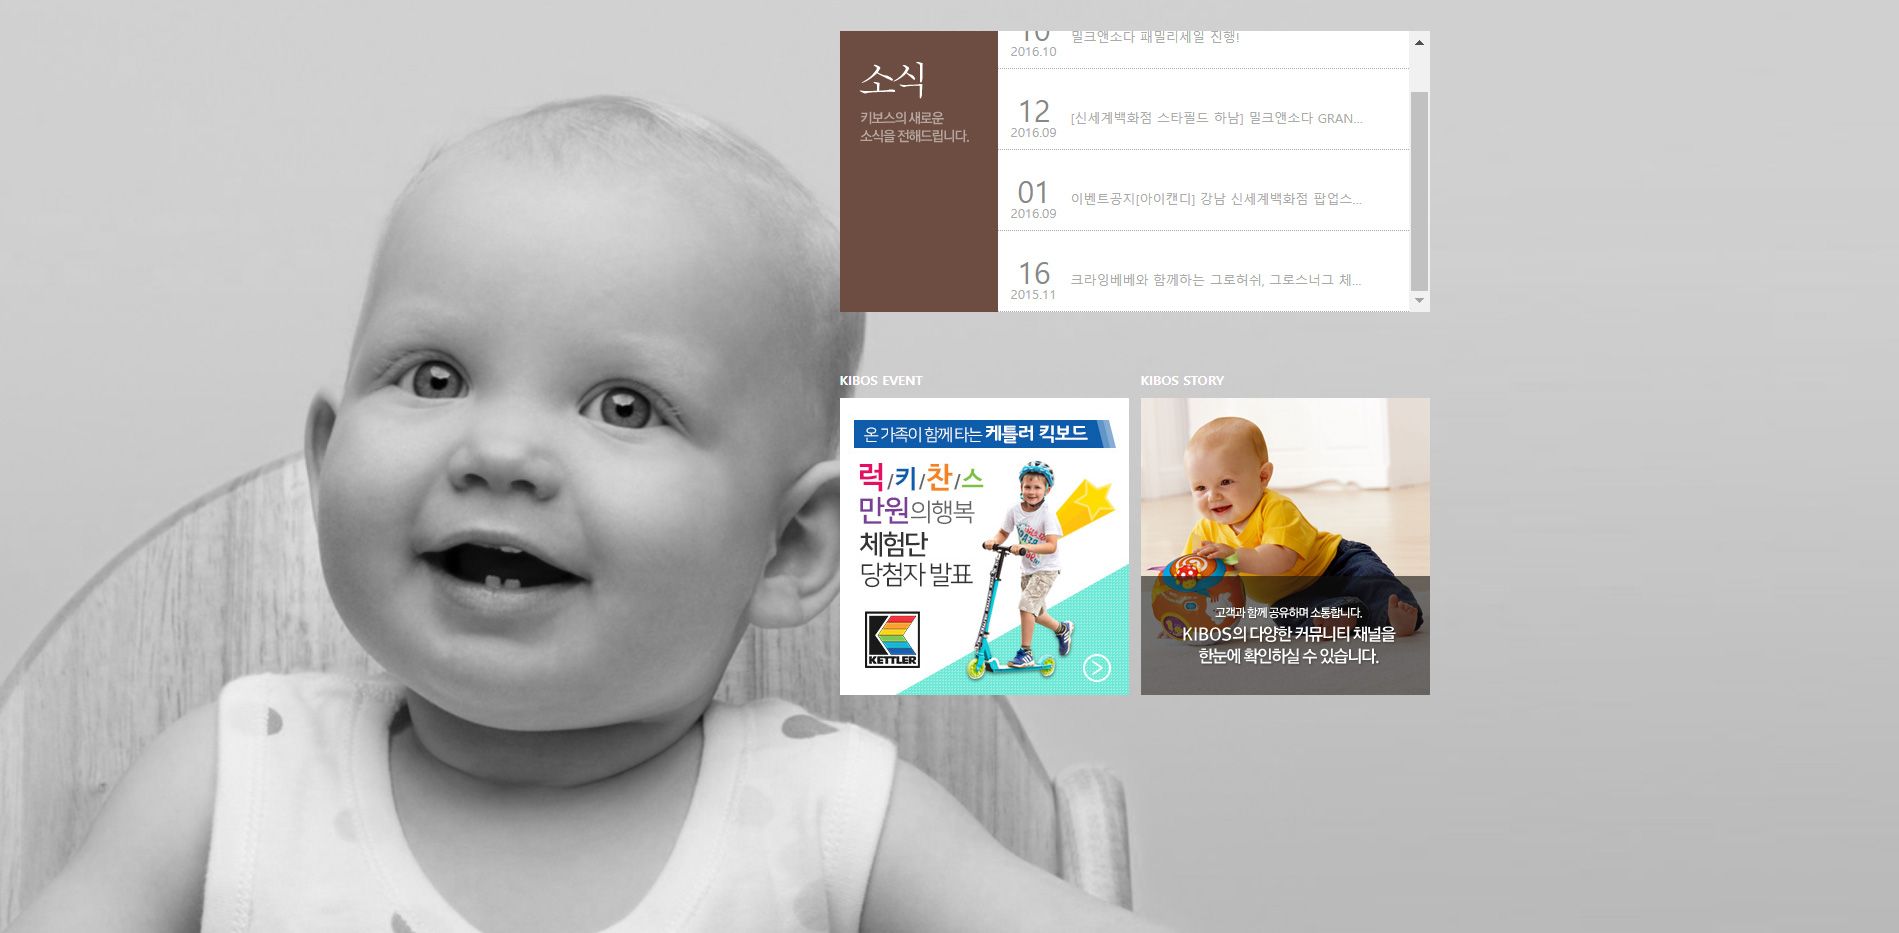 소식
키보스의 새로운
소식을 전해드립니다.
10
2016.10
밀크앤소다 패밀리세일 진행!
12
2016.09
[신세계백화점 스타필드 하남] 밀크앤소다 GRAN...
01
2016.09
이벤트공지[아이캔디] 강남 신세계백화점 팝업스...
16
2015.11
크라잉베베와 함께하는 그로허쉬, 그로스너그 체...
KIBOS EVENT
온 가족이 함께 타는 케틀러 킥보드
럭/키/찬/스
만원의행복
체험단
당첨자 발표
KETTLER
KIBOS STORY
고객과 함께 공유하며 소통합니다.
KIBOS의 다양한 커뮤니티 채널을
한눈에 확인하실 수 있습니다.